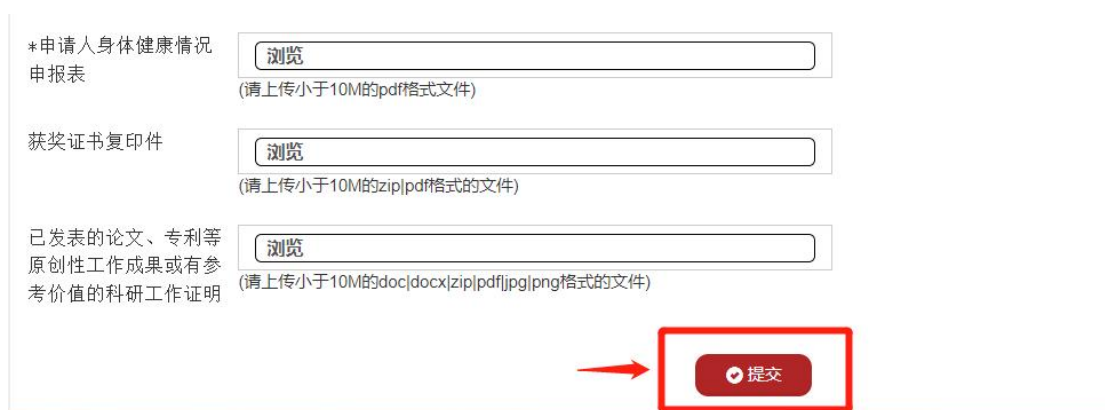 *申请人身体健康情况
申报表
浏览
(请上传小于10M的pdf格式文件)
获奖证书复印件
浏览
(请上传小于10M的zip|pdf格式的文件)
已发表的论文、专利等
原创性工作成果或有参
考价值的科研工作证明
浏览
(请上传小于10M的doc|docx|zip|pdf|jpg|png格式的文件)
提交